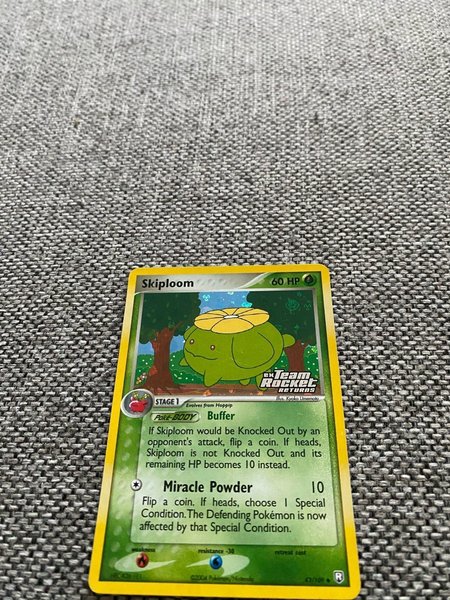 Skiploom 60 HP
EX Team
Rocket
RETURNS
Illus. Kyoko Umemoto
STAGE 1 Evolves from Hoppip
POKé-BODY Buffer
If Skiploom would be Knocked Out by an
opponent's attack, flip a coin. If heads,
Skiploom is not Knocked Out and its
remaining HP becomes 10 instead.
Miracle Powder 10
Flip a coin. If heads, choose 1 Special
Condition. The Defending Pokémon is now
affected by that Special Condition.
weakness resistance -30 retreat cost
©2004 Pokémon/Nintendo
R